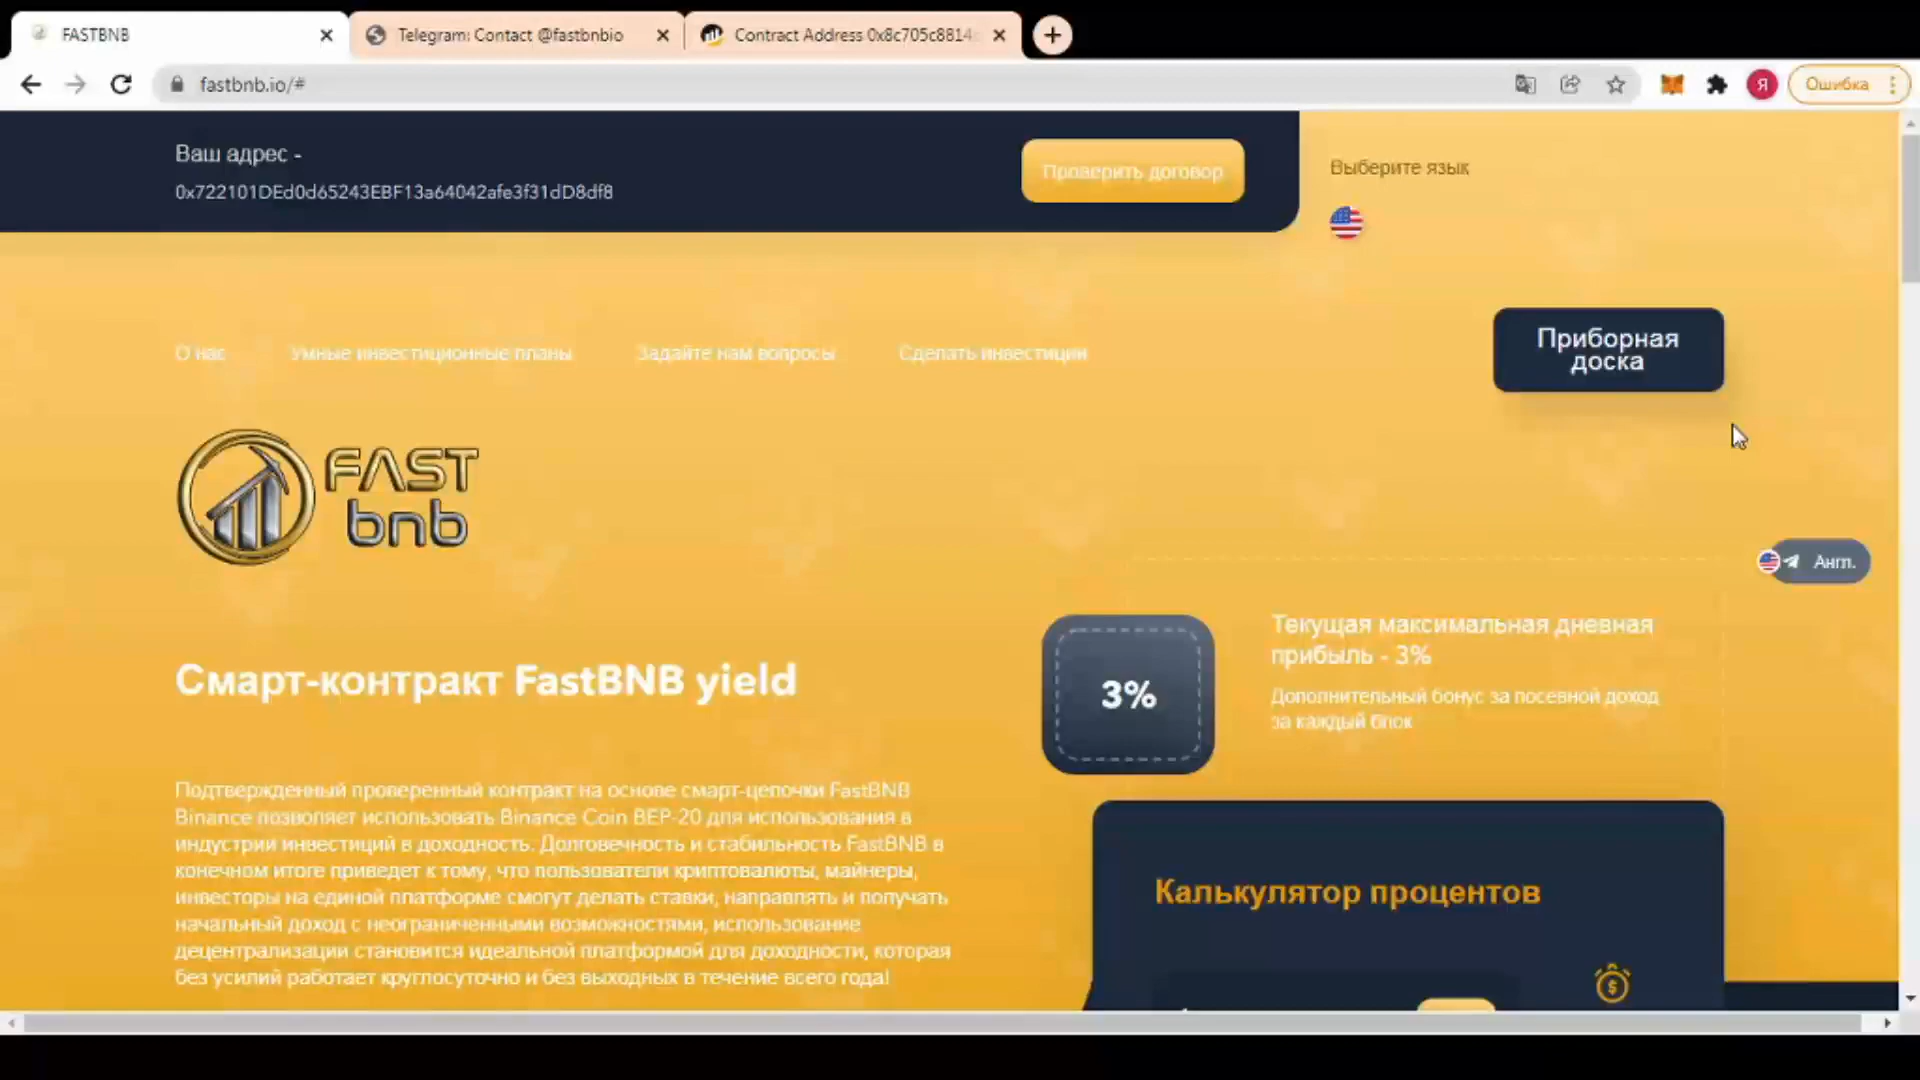 FASTBNB
Telegram: Contact @fastbnbio
Contract Address 0x8c705c8814
fastbnb.io/#
Я
Ошибка
Ваш адрес -
0x722101DEd0d65243EBF13a64042afe3f31dD8df8
Проверить договор
Выберите язык
О нас
Умные инвестиционные планы
Задайте нам вопросы
Сделать инвестиции
Приборная
доска
FAST
bnb
Англ.
Смарт-контракт FastBNB yield
3%
Текущая максимальная дневная
прибыль - 3%
Дополнительный бонус за посевной доход
за каждый блок
Подтвержденный проверенный контракт на основе смарт-цепочки FastBNB
Binance позволяет использовать Binance Coin BEP-20 для использования в
индустрии инвестиций в доходность. Долговечность и стабильность FastBNB в
конечном итоге приведет к тому, что пользователи криптовалюты, майнеры,
инвесторы на единой платформе смогут делать ставки, направлять и получать
начальный доход с неограниченными возможностями, использование
децентрализации становится идеальной платформой для доходности, которая
без усилий работает круглосуточно и без выходных в течение всего года!
Калькулятор процентов